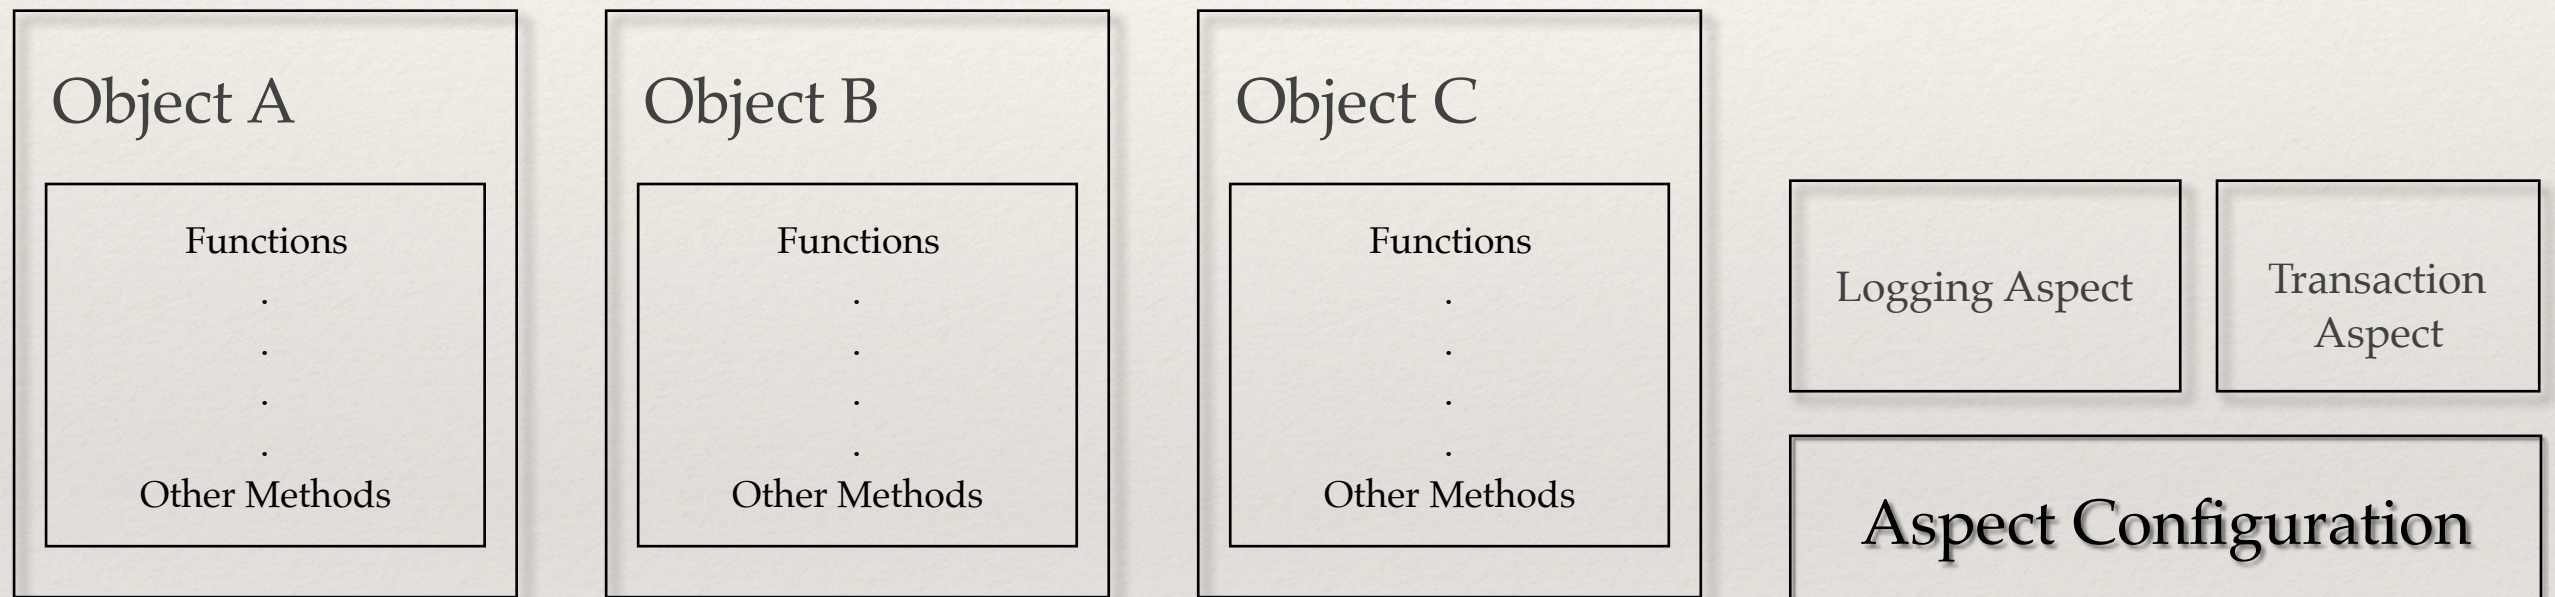 Object A
Functions
.
.
.
.
Other Methods
Object B
Functions
.
.
.
.
Other Methods
Object C
Functions
.
.
.
.
Other Methods
Logging Aspect
Transaction
Aspect
Aspect Configuration